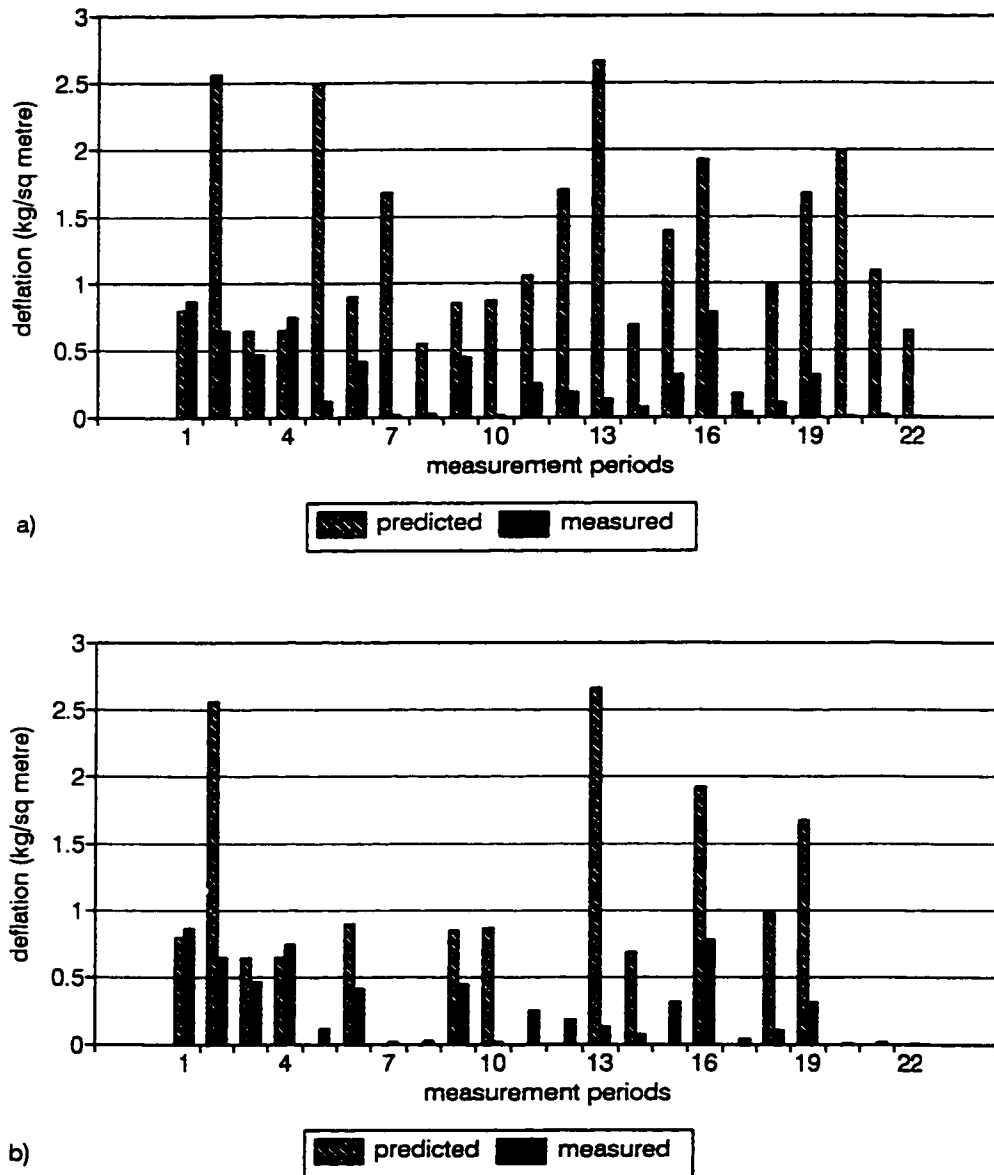 3
2.5
2
1.5
1
0.5
0
deflation (kg/sq metre)
1 4 7 10 13 16 19 22
measurement periods
a)
predicted measured
3
2.5
2
1.5
1
0.5
0
deflation (kg/sq metre)
1 4 7 10 13 16 19 22
measurement periods
b)
predicted measured